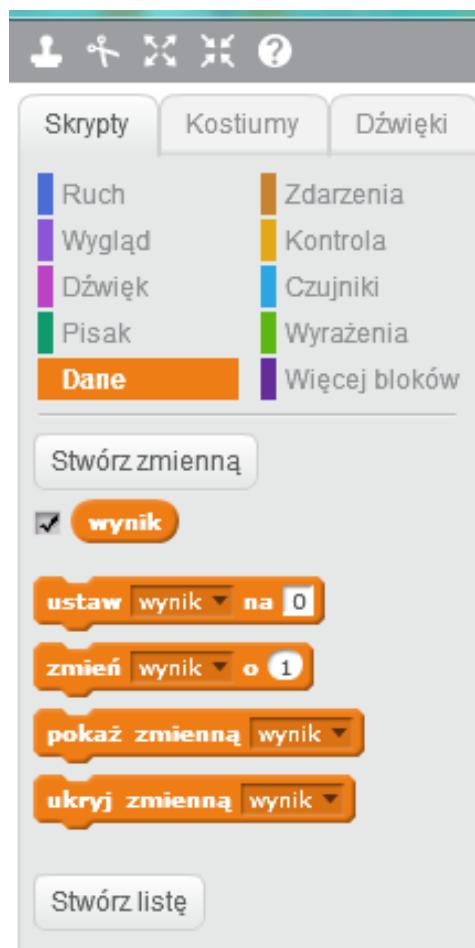 Skrypty Kostiumy Dźwięki
Ruch Zdarzenia
Wygląd Kontrola
Dźwięk Czujniki
Pisak Wyrażenia
Dane Więcej bloków
Stwórz zmienną
wynik
ustaw wynik na 0
zmień wynik o 1
pokaż zmienną wynik
ukryj zmienną wynik
Stwórz listę